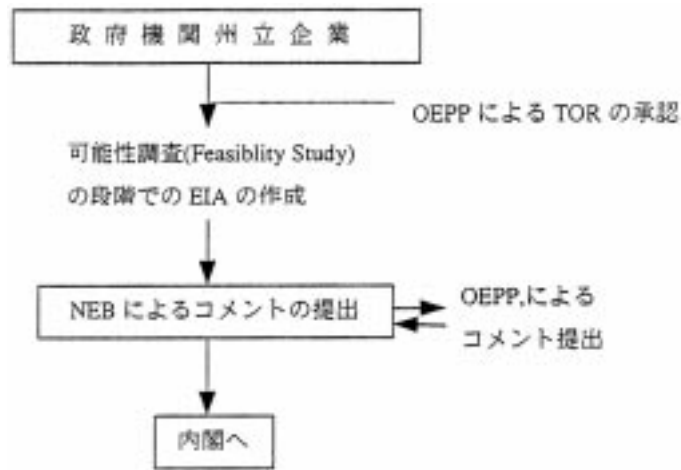 政府機関州立企業
OEPP による TOR の承認
可能性調査(Feasiblity Study)
の段階での EIA の作成
NEB によるコメントの提出
OEPP,による
コメント提出
内閣へ